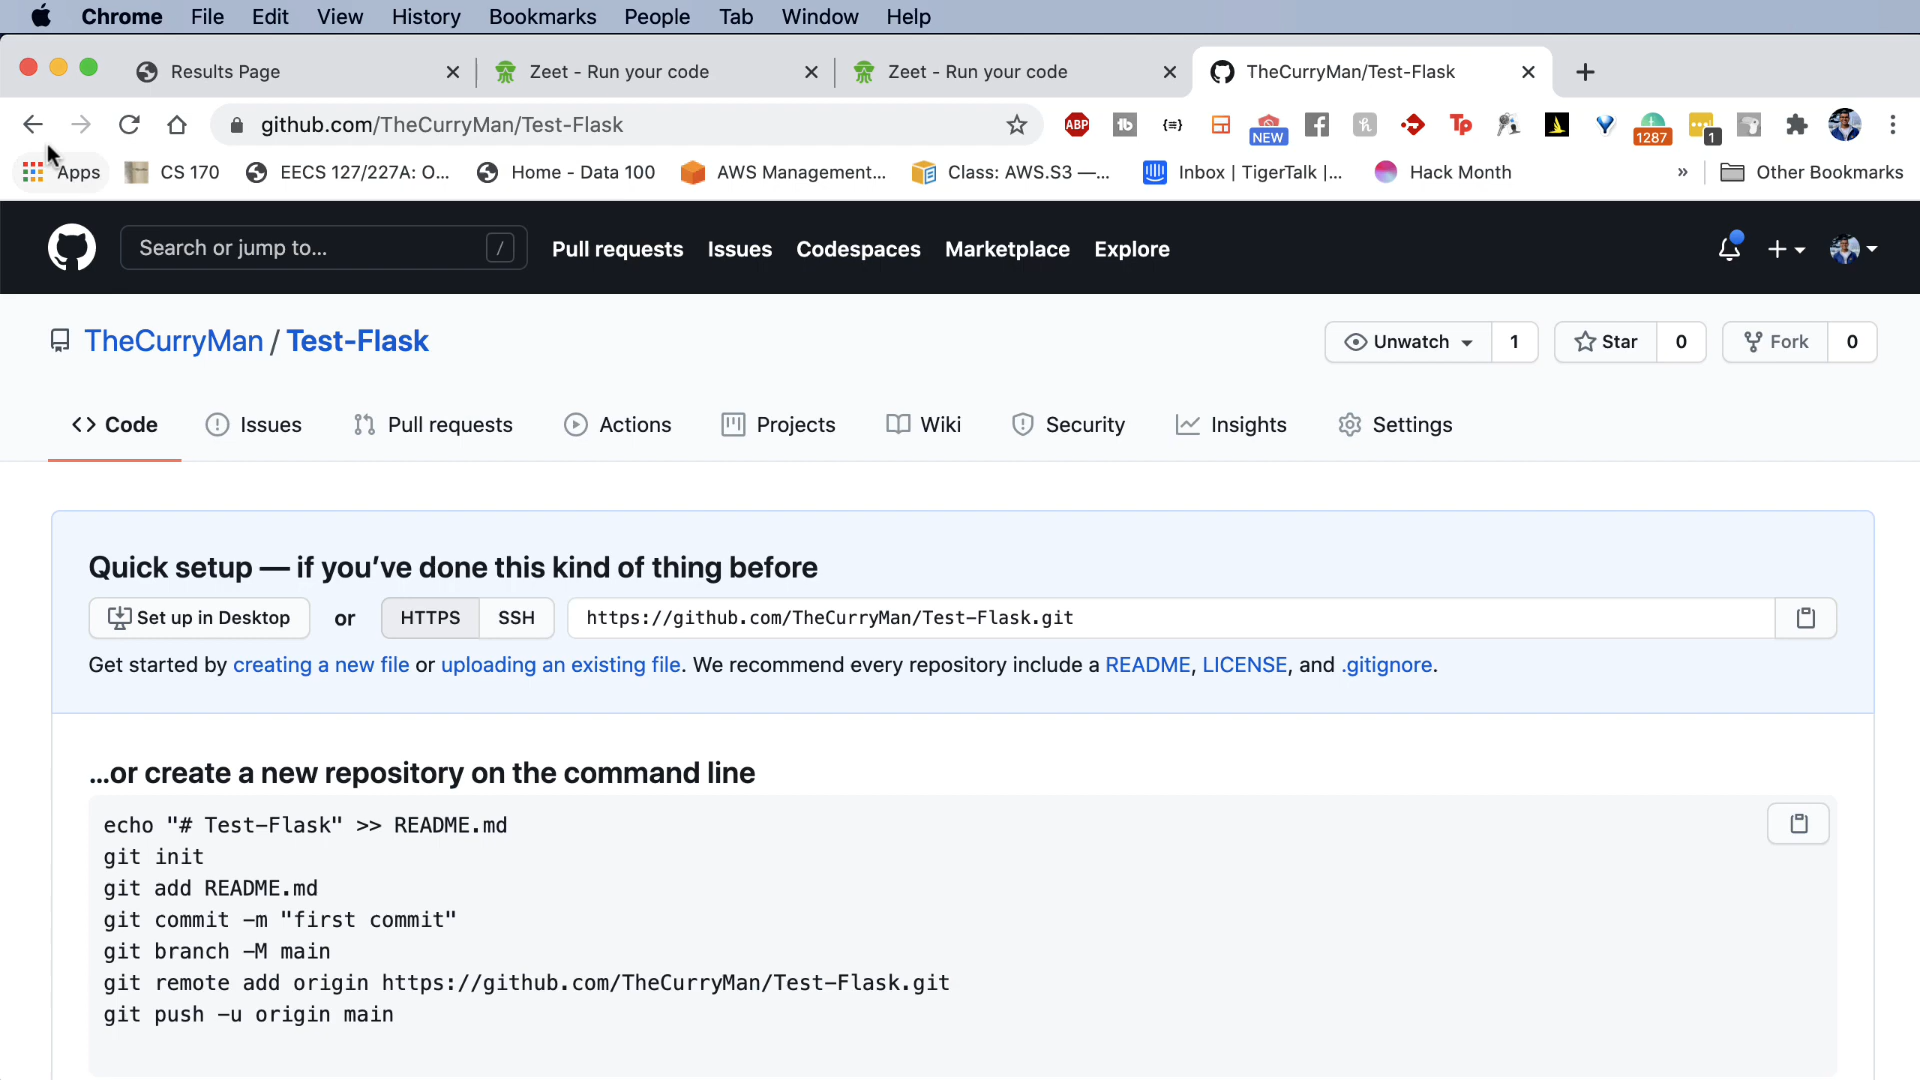 Chrome File Edit View History Bookmarks People Tab Window Help
Results Page Zeet - Run your code Zeet - Run your code TheCurryMan/Test-Flask
github.com/TheCurryMan/Test-Flask ABP tb {≡} NEW h Tp 1287 1
Apps CS 170 EECS 127/227A: O... Home - Data 100 AWS Management... Class: AWS.S3 —... Inbox | TigerTalk |... Hack Month » Other Bookmarks
Search or jump to... / Pull requests Issues Codespaces Marketplace Explore
TheCurryMan / Test-Flask Unwatch 1 Star 0 Fork 0
Code Issues Pull requests Actions Projects Wiki Security Insights Settings
Quick setup — if you’ve done this kind of thing before
Set up in Desktop or HTTPS SSH https://github.com/TheCurryMan/Test-Flask.git
Get started by creating a new file or uploading an existing file. We recommend every repository include a README, LICENSE, and .gitignore.
…or create a new repository on the command line
echo "# Test-Flask" >> README.md
git init
git add README.md
git commit -m "first commit"
git branch -M main
git remote add origin https://github.com/TheCurryMan/Test-Flask.git
git push -u origin main